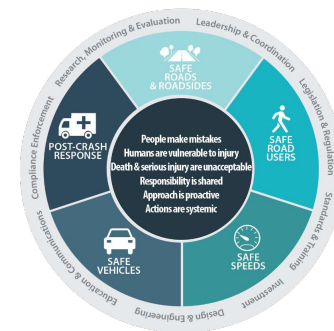 Research, Monitoring & Evaluation
Leadership & Coordination
Legislation & Regulation
Standards & Training
Investment
Design & Engineering
Education & Communications
Compliance Enforcement
SAFE
ROADS
& ROADSIDES
SAFE
ROAD
USERS
SAFE
SPEEDS
SAFE
VEHICLES
POST-CRASH
RESPONSE
People make mistakes
Humans are vulnerable to injury
Death & serious injury are unacceptable
Responsibility is shared
Approach is proactive
Actions are systemic